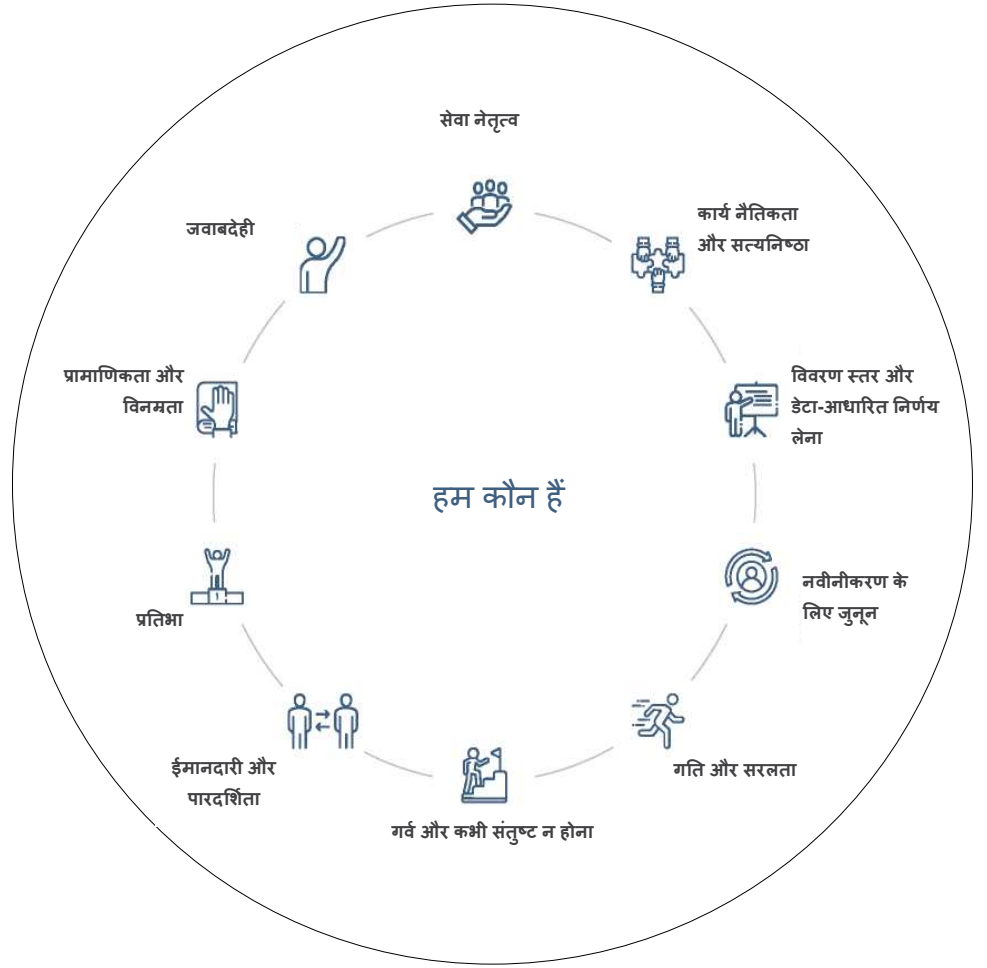 सेवा नेतृत्व
कार्य नैतिकता
और सत्यनिष्ठा
विवरण स्तर और
डेटा-आधारित निर्णय
लेना
नवीनीकरण के
लिए जुनून
गति और सरलता
गर्व और कभी संतुष्ट न होना
ईमानदारी और
पारदर्शिता
प्रतिभा
प्रामाणिकता और
विनम्रता
जवाबदेही
हम कौन हैं
1